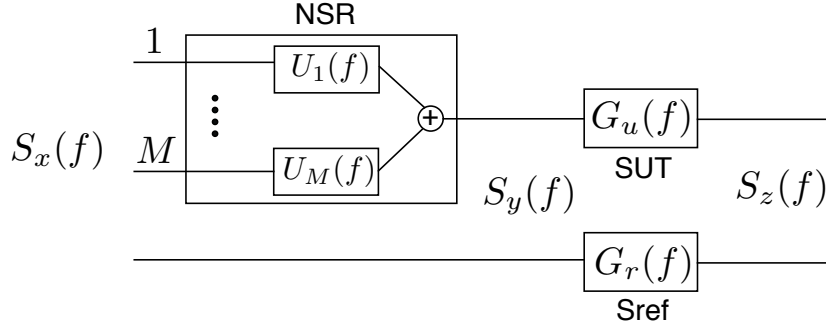 NSR
1
U_1(f)
G_u(f)
S_x(f)
M
U_M(f)
SUT
S_y(f)
S_z(f)
G_r(f)
Sref